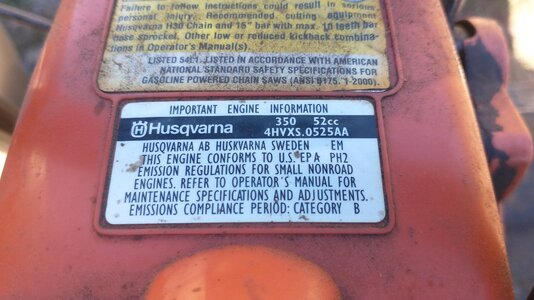 Failure to follow instructions could result in serious
personal injury. Recommended cutting equipment
Husqvarna H30 Chain and 15" bar with max. 10 teeth bar
nose sprocket. Other low or reduced kickback combina-
tions in Operator's Manual(s).
LISTED 54L1. LISTED IN ACCORDANCE WITH AMERICAN
NATIONAL STANDARD SAFETY SPECIFICATIONS FOR
GASOLINE POWERED CHAIN SAWS (ANSI B175. 1-2000).
IMPORTANT ENGINE INFORMATION
Husqvarna 350 52cc
4HVXS.0525AA
HUSQVARNA AB HUSKVARNA SWEDEN EM
THIS ENGINE CONFORMS TO U.S. EPA PH2
EMISSION REGULATIONS FOR SMALL NONROAD
ENGINES. REFER TO OPERATOR'S MANUAL FOR
MAINTENANCE SPECIFICATIONS AND ADJUSTMENTS.
EMISSIONS COMPLIANCE PERIOD: CATEGORY B